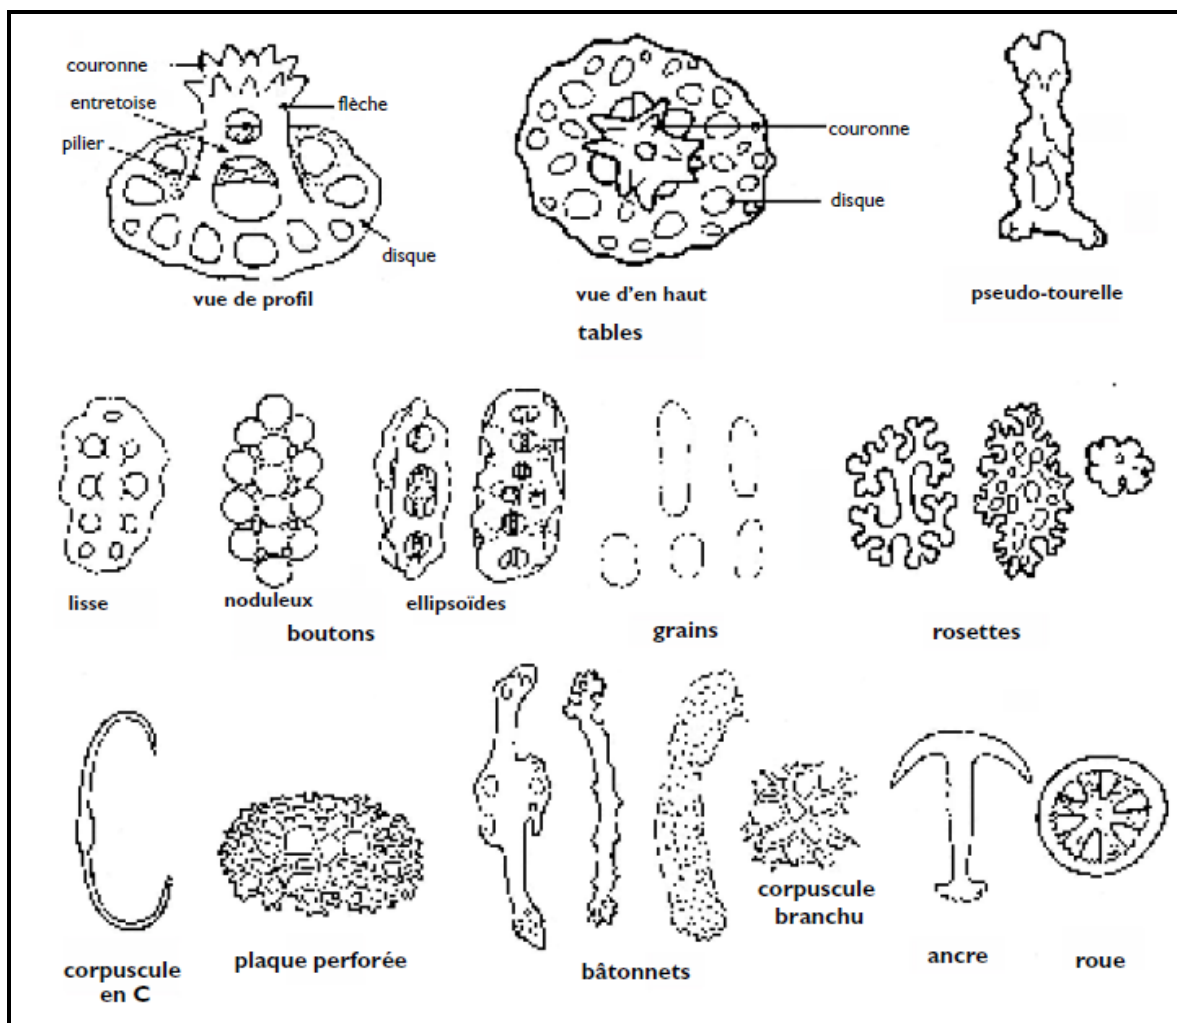 couronne
entretoise
flèche
pilier
couronne
disque
disque
vue de profil
vue d'en haut
pseudo-tourelle
tables
lisse
noduleux
ellipsoïdes
boutons
grains
rosettes
corpuscule
branchu
corpuscule
en C
plaque perforée
bâtonnets
ancre
roue